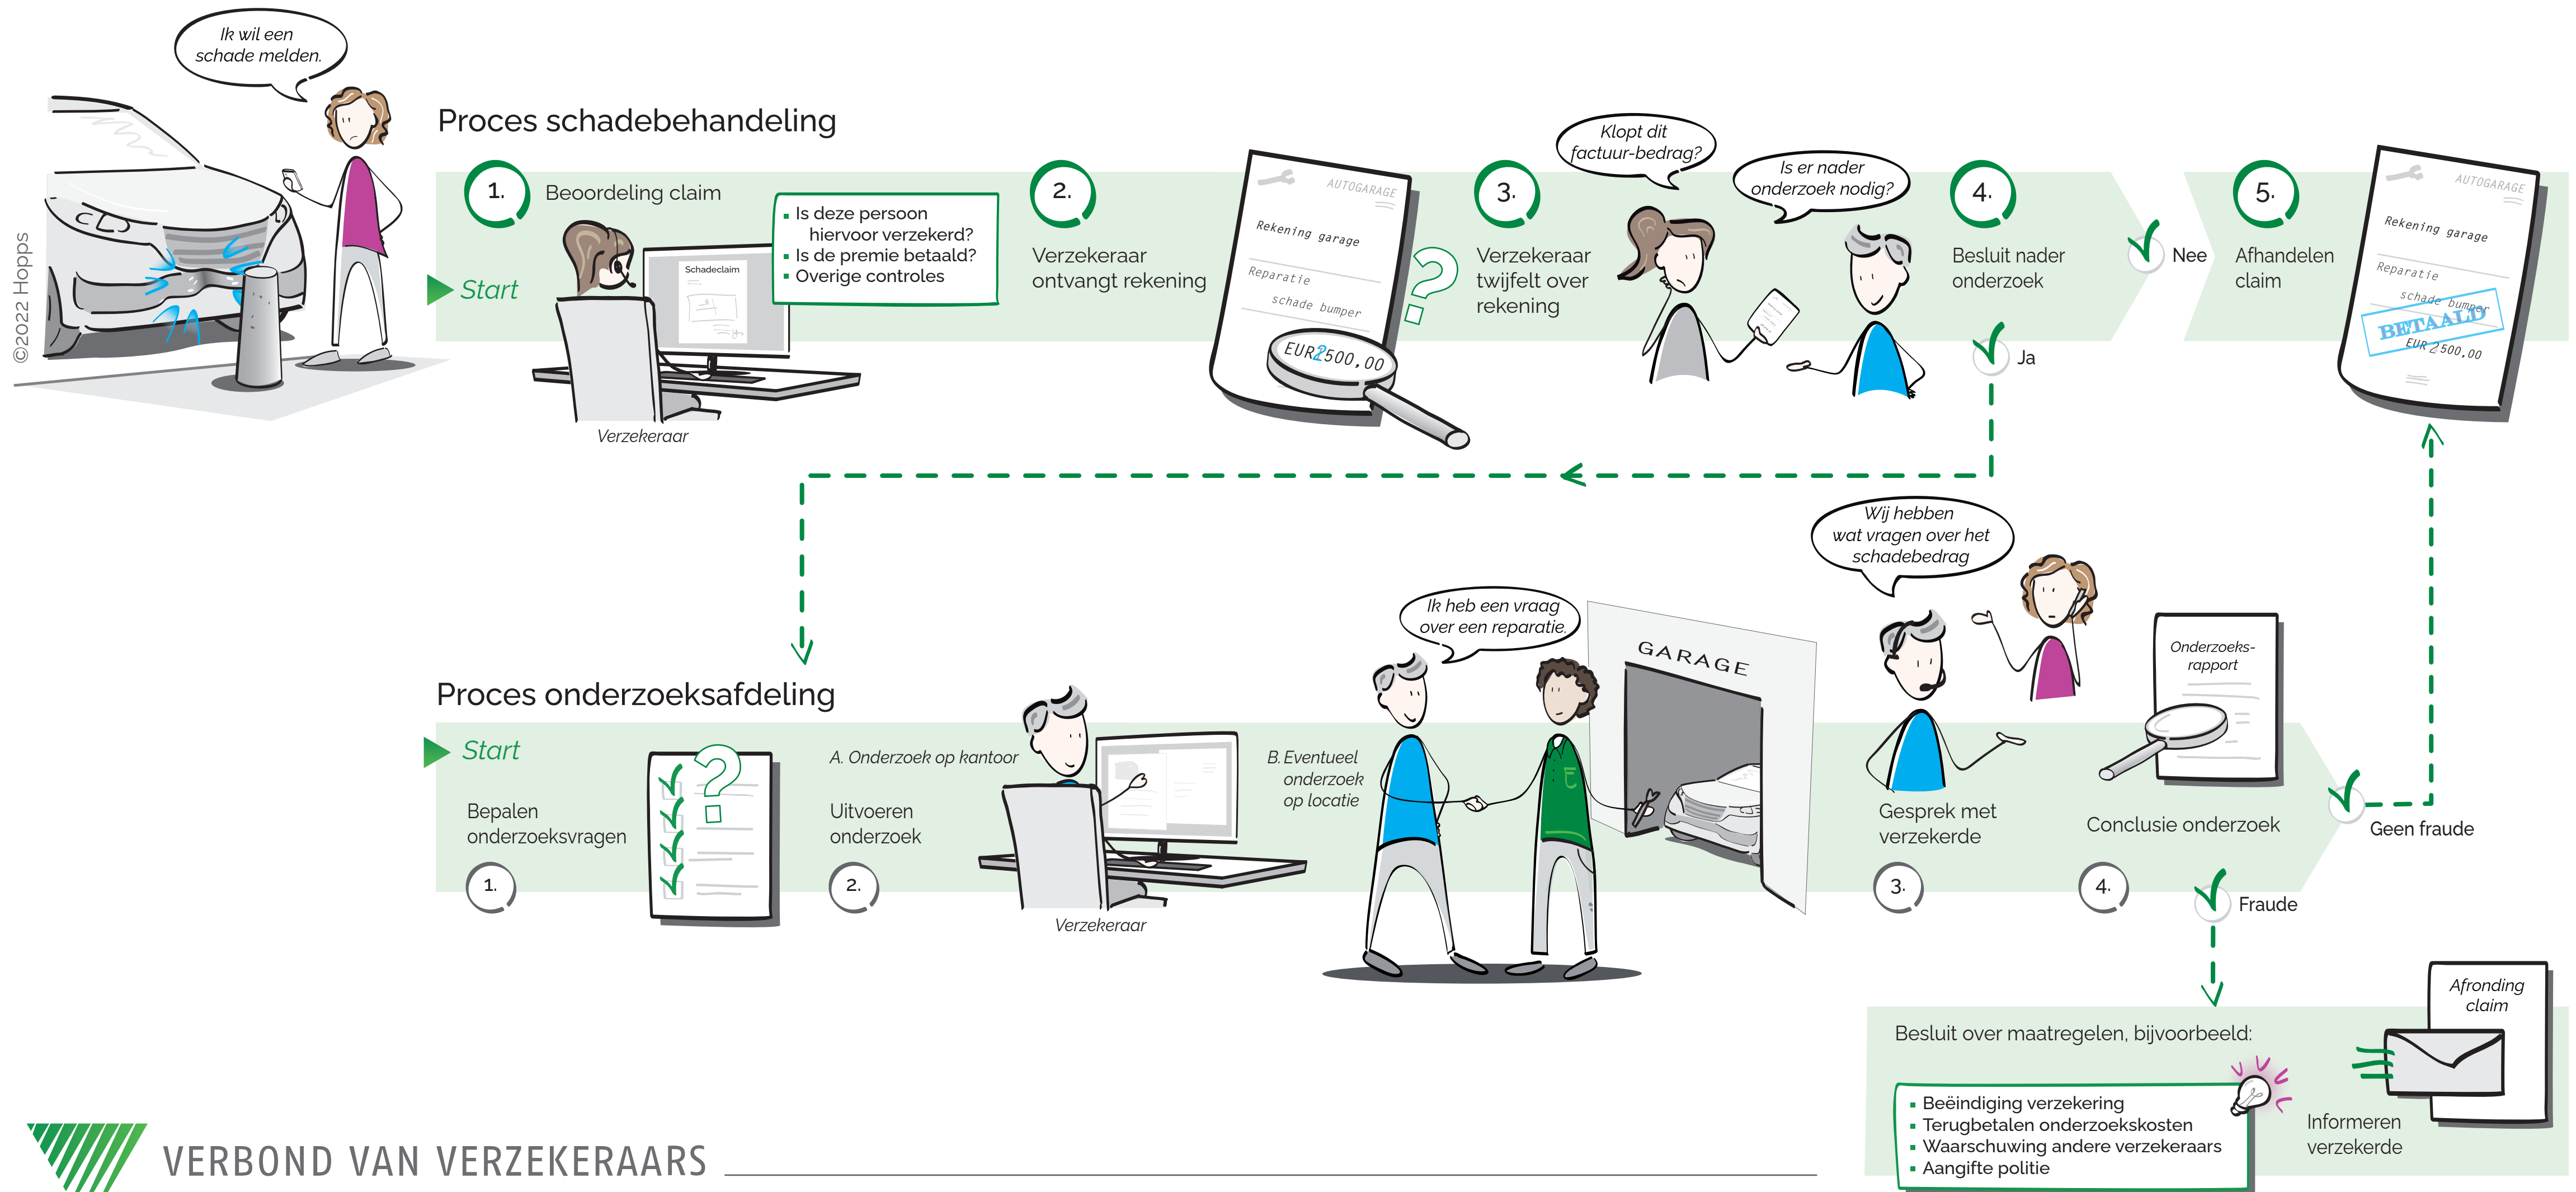 Ik wil een
schade melden.
©2022 Hopps
Proces schadebehandeling
Start
1.
Beoordeling claim
Schadeclaim
Is deze persoon
hiervoor verzekerd?
Is de premie betaald?
Overige controles
Verzekeraar
2.
Verzekeraar
ontvangt rekening
AUTOGARAGE
Rekening garage
Reparatie
schade bumper
EUR2500,00
?
3.
Verzekeraar
twijfelt over
rekening
Klopt dit
factuur-bedrag?
Is er nader
onderzoek nodig?
4.
Besluit nader
onderzoek
Nee
Ja
5.
Afhandelen
claim
AUTOGARAGE
Rekening garage
Reparatie
schade bumper
BETAALD
EUR 2500,00
Proces onderzoeksafdeling
Start
Bepalen
onderzoeksvragen
1.
?
A. Onderzoek op kantoor
Uitvoeren
onderzoek
2.
Verzekeraar
B. Eventueel
onderzoek
op locatie
Ik heb een vraag
over een reparatie.
GARAGE
Wij hebben
wat vragen over het
schadebedrag
Gesprek met
verzekerde
3.
Onderzoeks-
rapport
Conclusie onderzoek
4.
Geen fraude
Fraude
Besluit over maatregelen, bijvoorbeeld:
Beëindiging verzekering
Terugbetalen onderzoekskosten
Waarschuwing andere verzekeraars
Aangifte politie
Afronding
claim
Informeren
verzekerde
VERBOND VAN VERZEKERAARS